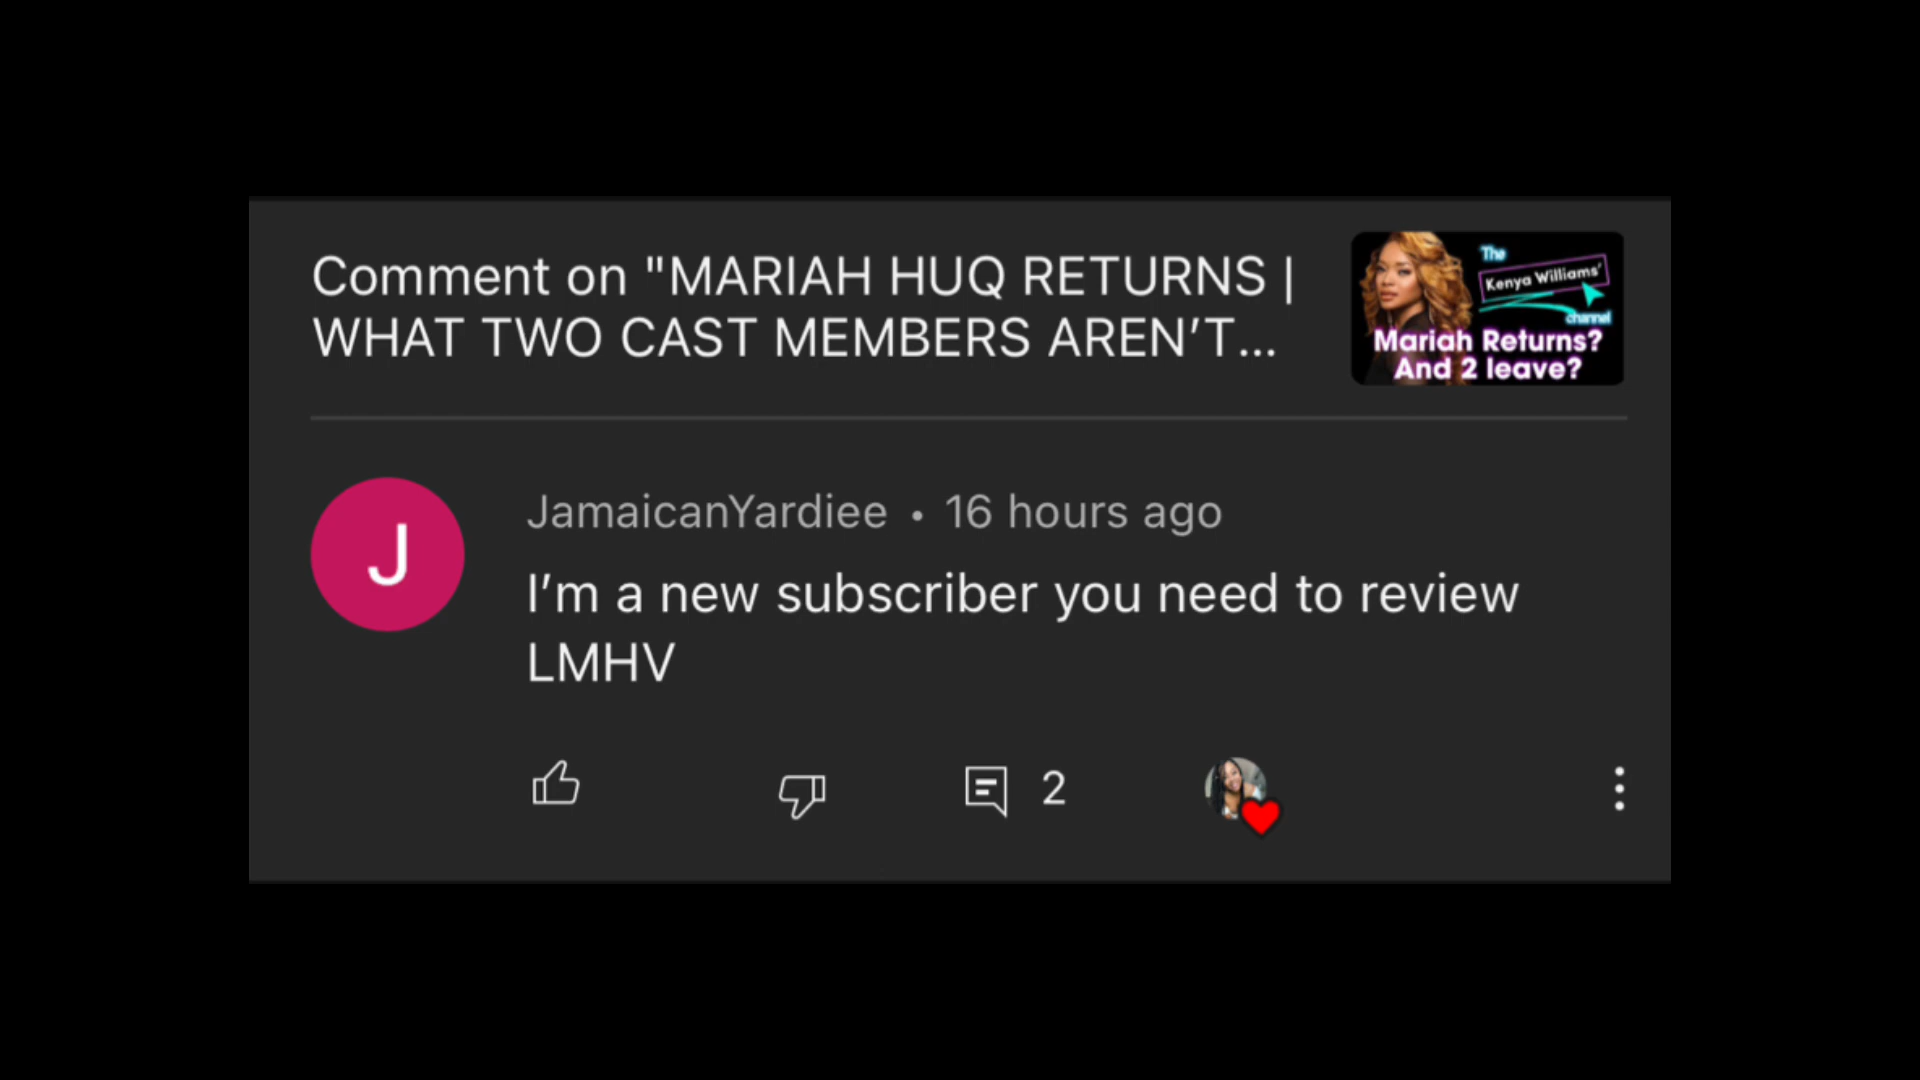 Comment on "MARIAH HUQ RETURNS |
WHAT TWO CAST MEMBERS AREN’T...
The
Kenya Williams'
channel
Mariah Returns?
And 2 leave?
J
JamaicanYardiee • 16 hours ago
I’m a new subscriber you need to review
LMHV
2